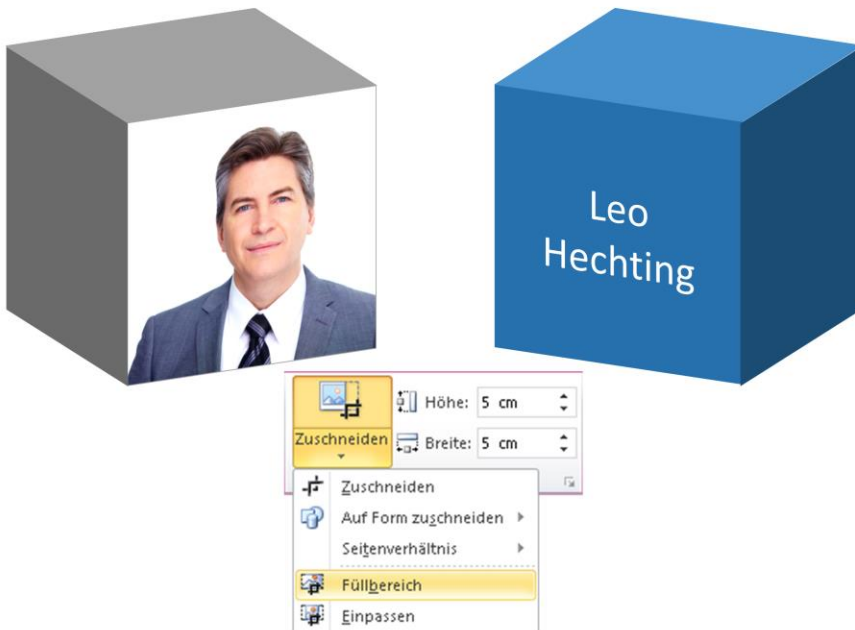 Leo
Hechting
Höhe: 5 cm
Zuschneiden
Breite: 5 cm
Zuschneiden
Auf Form zuschneiden
Seitenverhältnis
Füllbereich
Einpassen